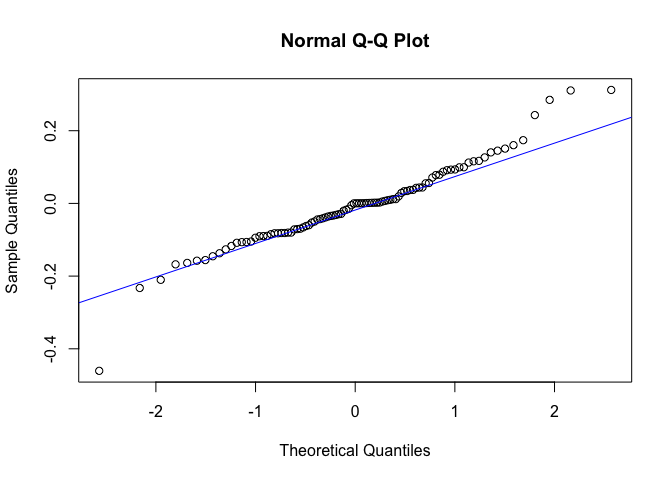 Normal Q-Q Plot
Sample Quantiles
0.2
0.0
-0.2
-0.4
-2 -1 0 1 2
Theoretical Quantiles